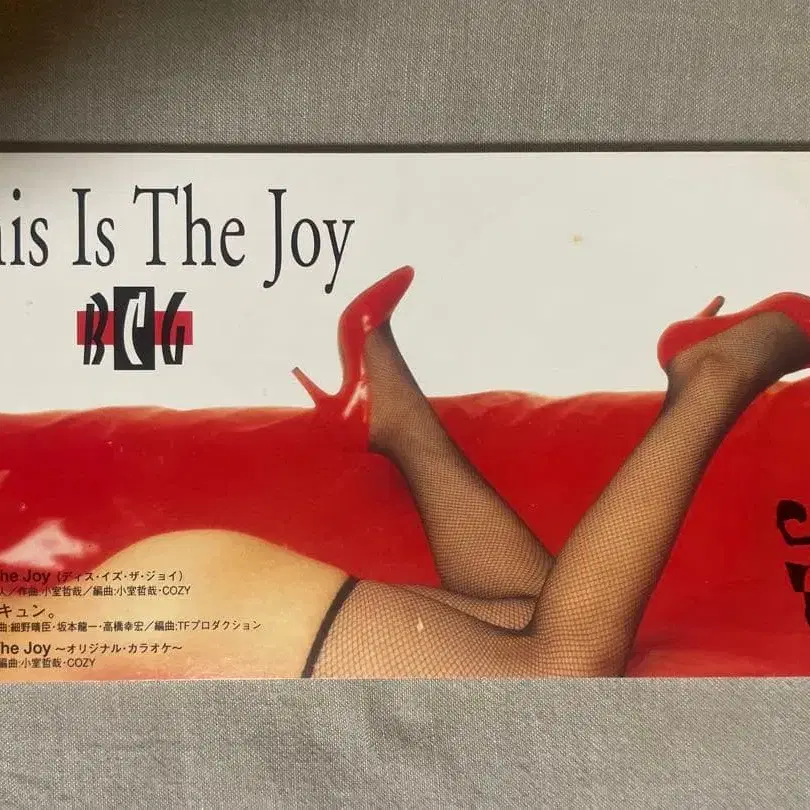 his Is The Joy
BCG
The Joy (ディス・イズ・ザ・ジョイ)
人／作曲:小室哲哉／編曲:小室哲哉・COZY
キュン。
曲:細野晴臣・坂本龍一・高橋幸宏／編曲:TFプロダクション
The Joy ～オリジナル・カラオケ～
編曲:小室哲哉・COZY